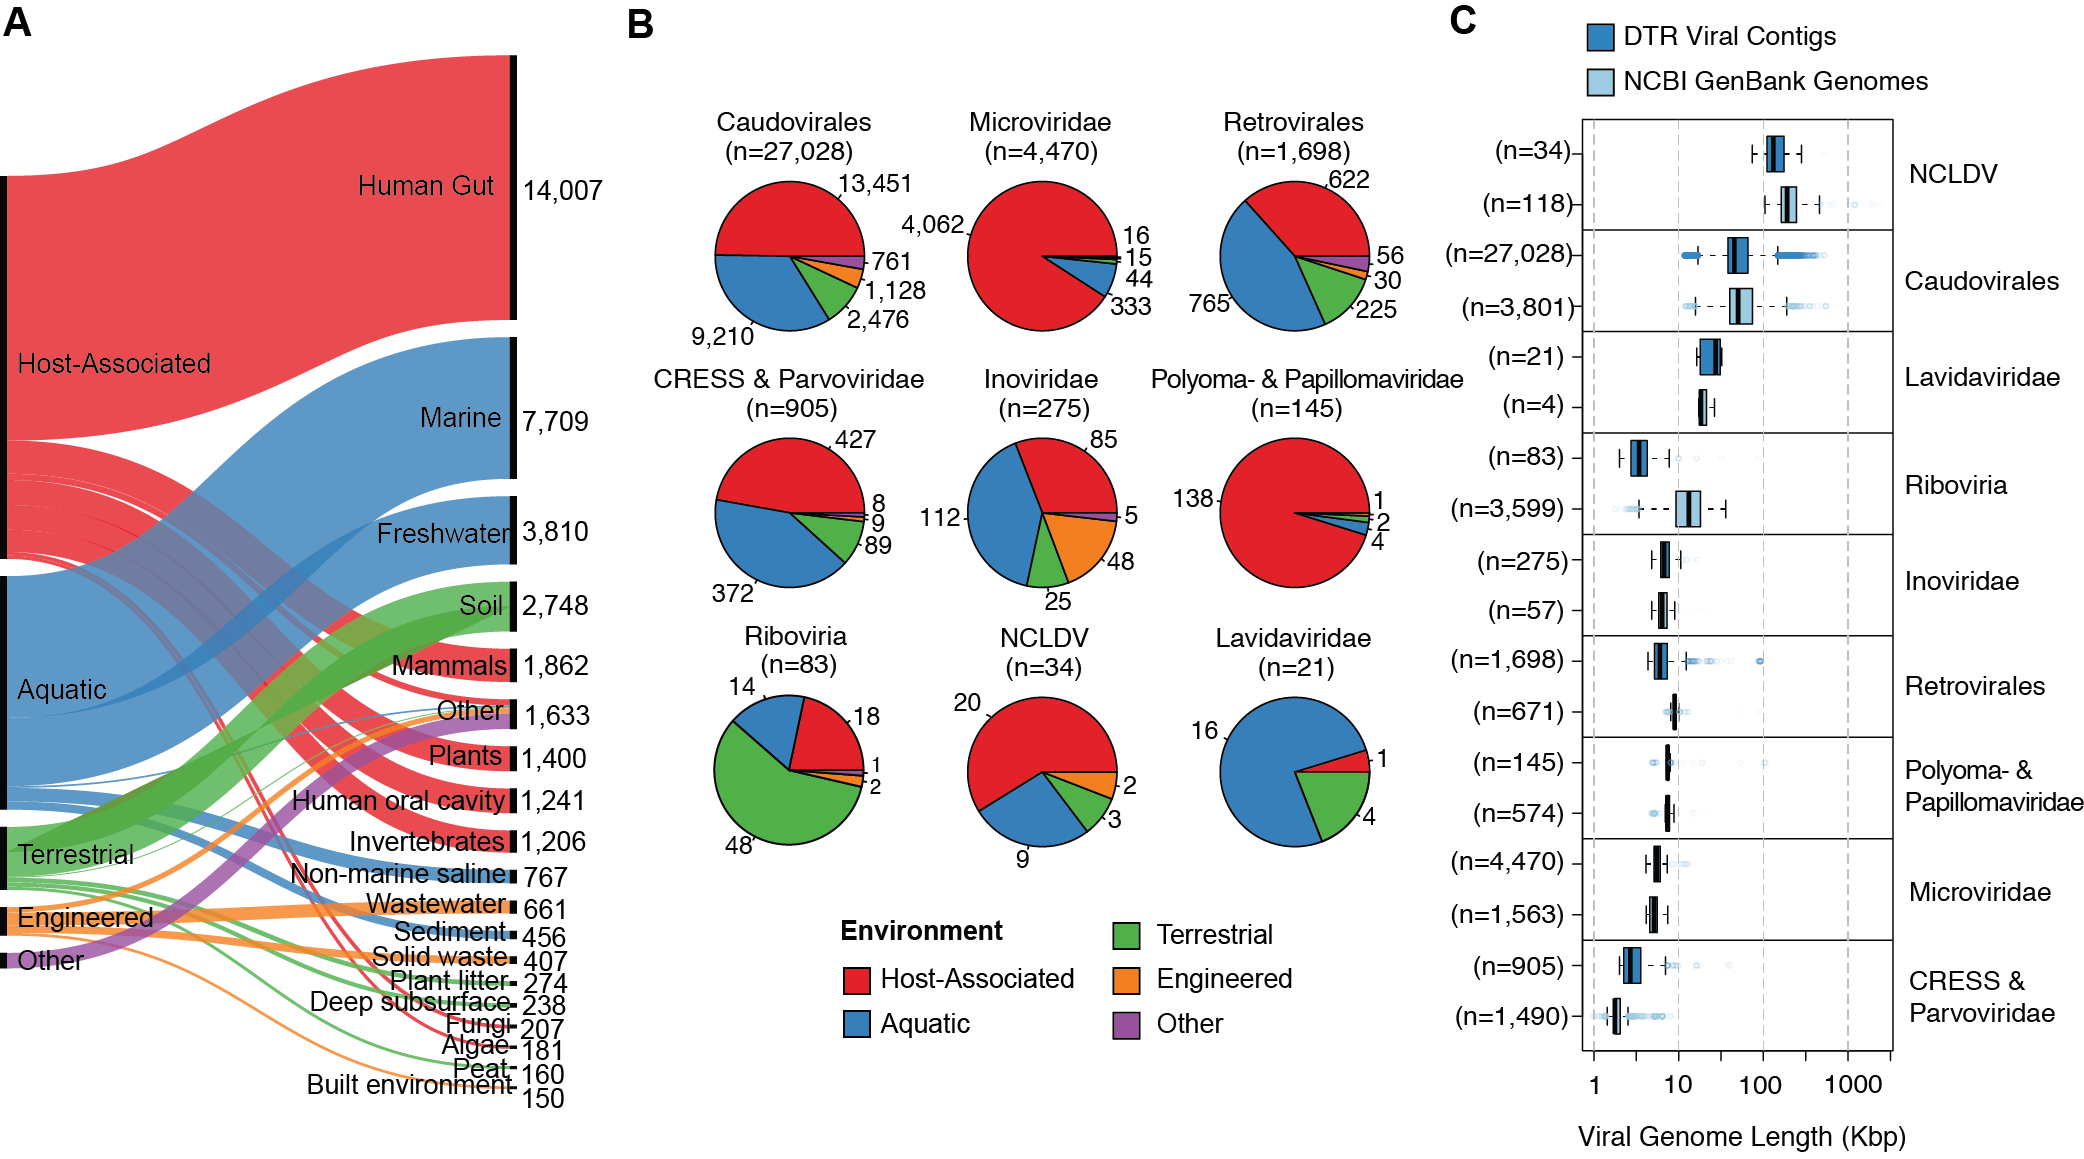 A
Host-Associated
Aquatic
Terrestrial
Engineered
Other
Human Gut 14,007
Marine 7,709
Freshwater 3,810
Soil 2,748
Mammals 1,862
Other 1,633
Plants 1,400
Human oral cavity 1,241
Invertebrates 1,206
Non-marine saline 767
Wastewater 661
Sediment 456
Solid waste 407
Plant litter 274
Deep subsurface 238
Fungi 207
Algae 181
Peat 160
Built environment 150
B
Caudovirales
(n=27,028)
13,451
761
1,128
2,476
9,210
Microviridae
(n=4,470)
4,062
16
15
44
333
Retrovirales
(n=1,698)
622
56
30
225
765
CRESS & Parvoviridae
(n=905)
427
8
9
89
372
Inoviridae
(n=275)
85
5
48
25
112
Polyoma- & Papillomaviridae
(n=145)
138
1
2
4
Riboviria
(n=83)
14
18
1
2
48
NCLDV
(n=34)
20
2
3
9
Lavidaviridae
(n=21)
16
1
4
Environment
Host-Associated
Aquatic
Terrestrial
Engineered
Other
C
DTR Viral Contigs
NCBI GenBank Genomes
(n=34)
(n=118)
NCLDV
(n=27,028)
(n=3,801)
Caudovirales
(n=21)
(n=4)
Lavidaviridae
(n=83)
(n=3,599)
Riboviria
(n=275)
(n=57)
Inoviridae
(n=1,698)
(n=671)
Retrovirales
(n=145)
(n=574)
Polyoma- &
Papillomaviridae
(n=4,470)
(n=1,563)
Microviridae
(n=905)
(n=1,490)
CRESS &
Parvoviridae
1 10 100 1000
Viral Genome Length (Kbp)